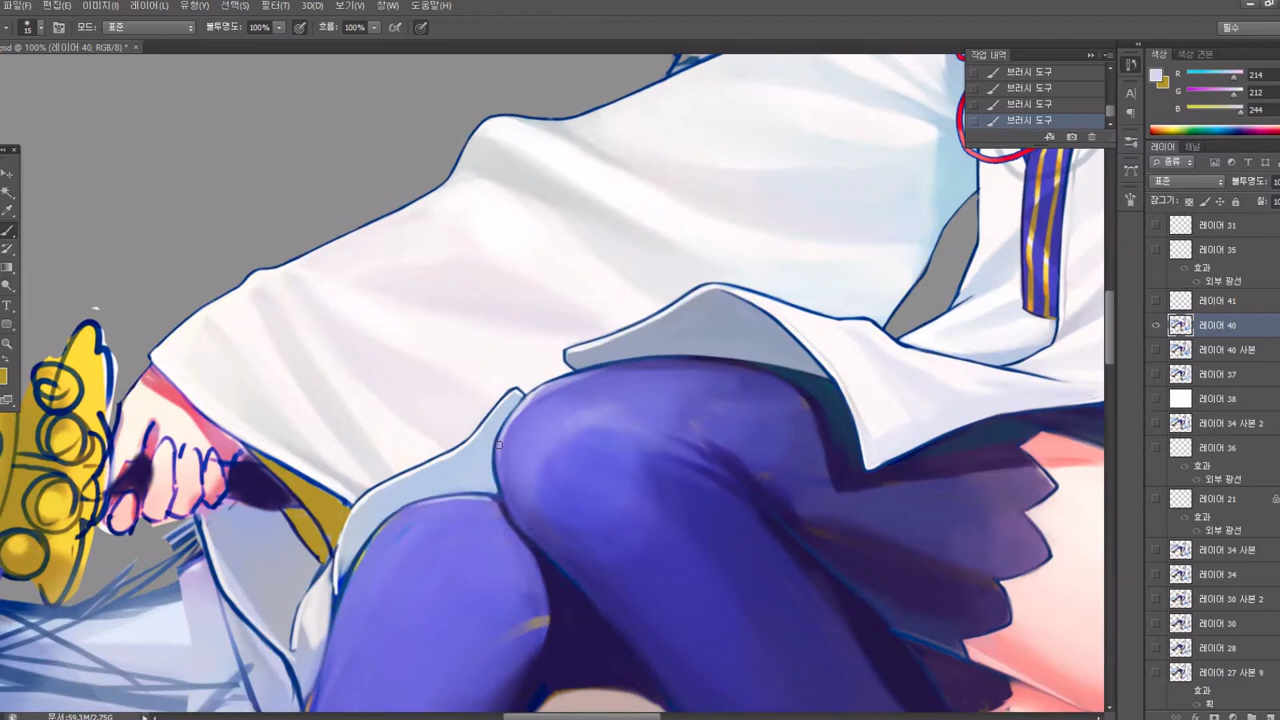 파일(F) 편집(E) 이미지(I) 레이어(L) 유형(Y) 선택(S) 필터(T) 3D(D) 보기(V) 창(W) 도움말(H)
15 모드: 표준 불투명도: 100% 흐름: 100% 필수
psd @ 100% (레이어 40, RGB/8) * ×
작업 내역
브러시 도구
브러시 도구
브러시 도구
브러시 도구
색상 색상 견본
R 214
G 212
B 244
레이어 채널
종류
표준 불투명도:
잠그기: 칠:
레이어 31
레이어 35
효과
외부 광선
레이어 41
레이어 40
레이어 40 사본
레이어 37
레이어 38
레이어 34 사본 2
레이어 36
효과
외부 광선
레이어 21
효과
외부 광선
레이어 34 사본
레이어 34
레이어 30 사본 2
레이어 30
레이어 28
레이어 27 사본 9
효과
획
문서:59.3M/2.75G